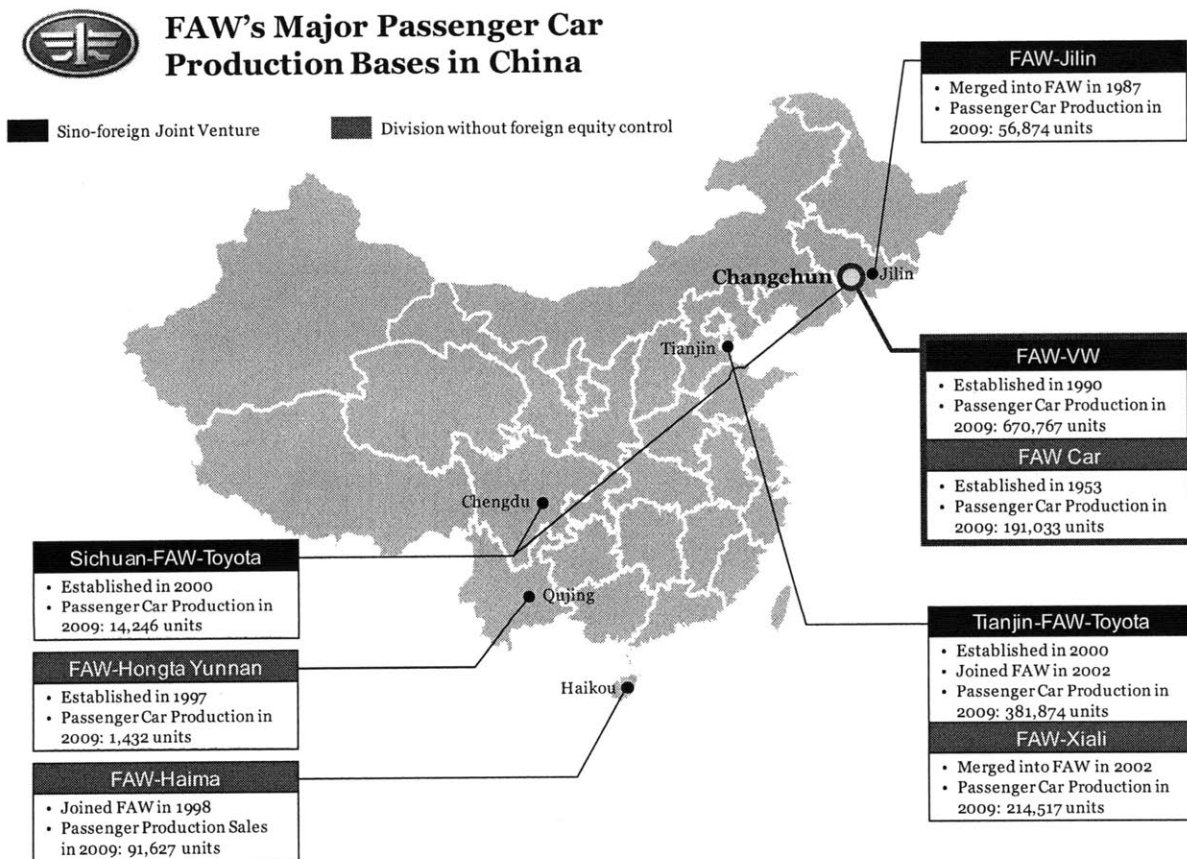 FAW's Major Passenger Car
Production Bases in China
Sino-foreign Joint Venture
Division without foreign equity control
FAW-Jilin
• Merged into FAW in 1987
• Passenger Car Production in
2009: 56,874 units
Changchun
Jilin
Tianjin
FAW-VW
• Established in 1990
• Passenger Car Production in
2009: 670,767 units
FAW Car
• Established in 1953
• Passenger Car Production in
2009: 191,033 units
Chengdu
Sichuan-FAW-Toyota
• Established in 2000
• Passenger Car Production in
2009: 14,246 units
Qujing
FAW-Hongta Yunnan
• Established in 1997
• Passenger Car Production in
2009: 1,432 units
Haikou
FAW-Haima
• Joined FAW in 1998
• Passenger Production Sales
in 2009: 91,627 units
Tianjin-FAW-Toyota
• Established in 2000
• Joined FAW in 2002
• Passenger Car Production in
2009: 381,874 units
FAW-Xiali
• Merged into FAW in 2002
• Passenger Car Production in
2009: 214,517 units